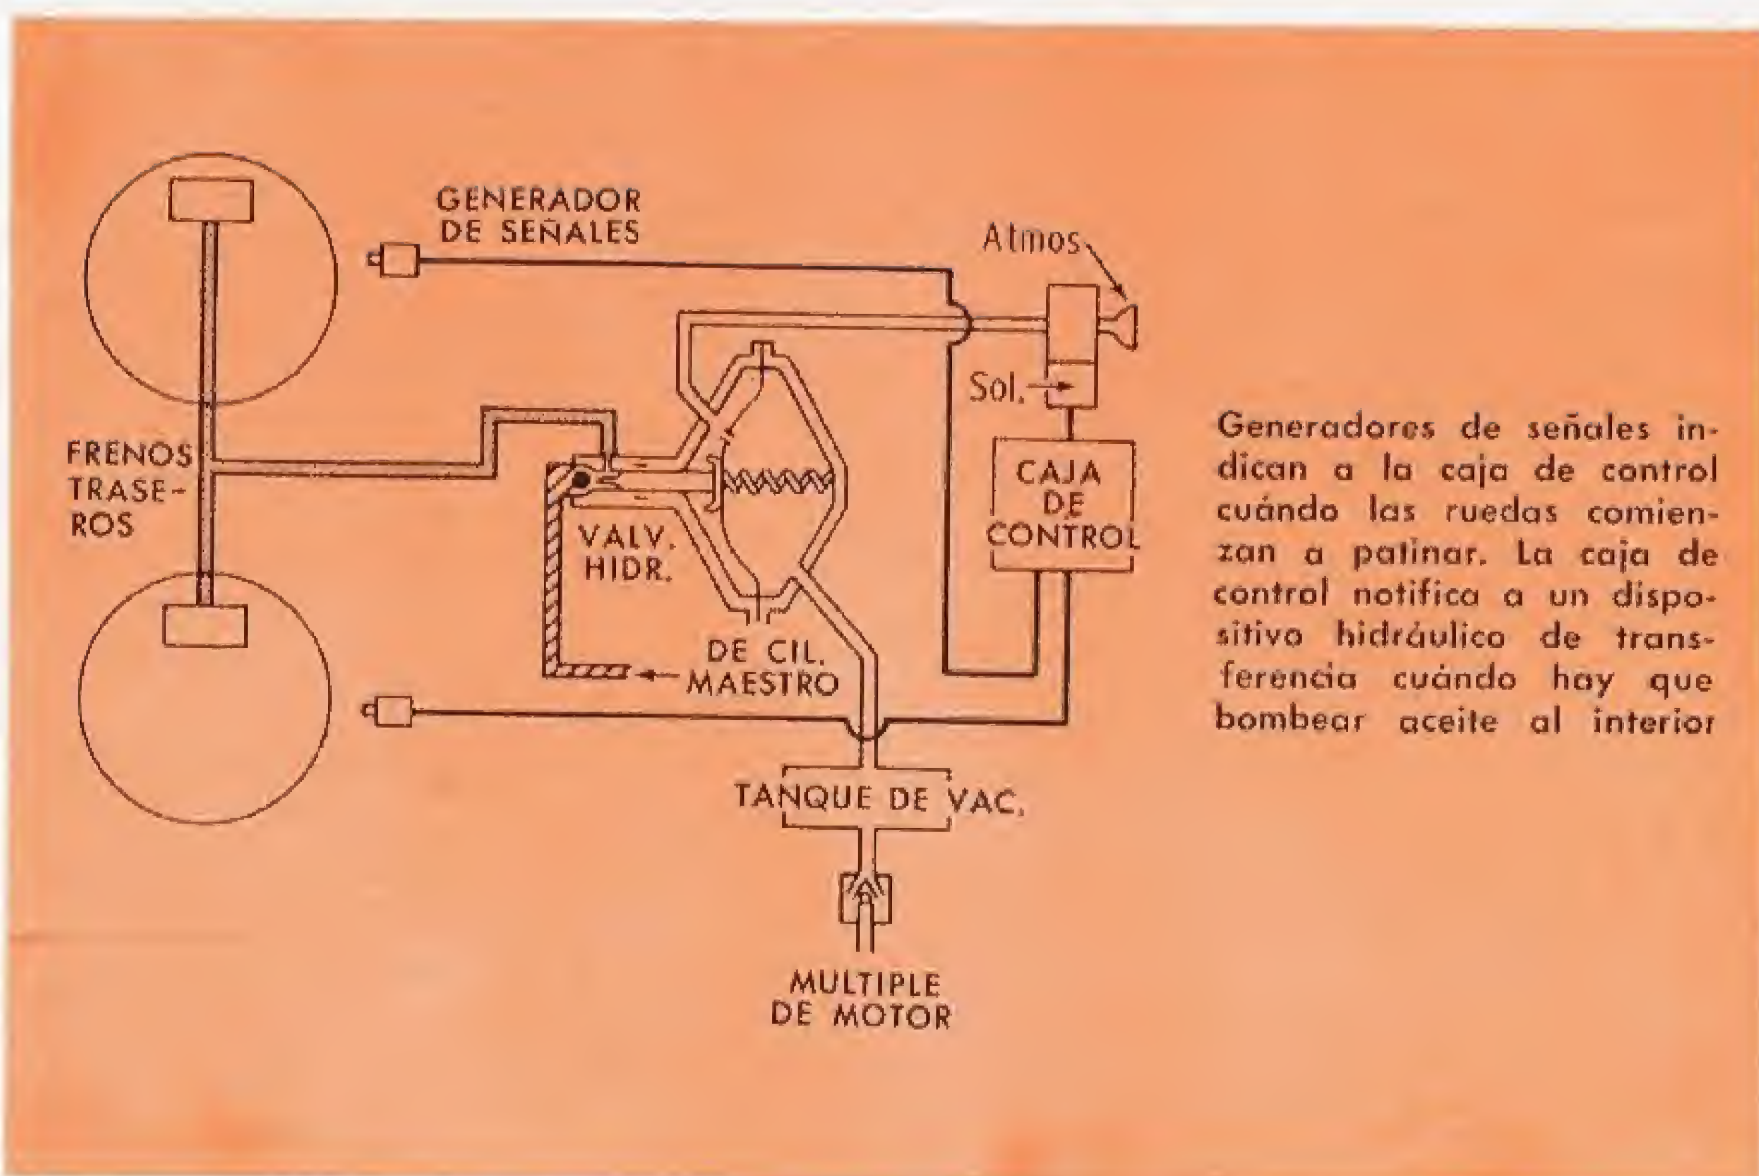 GENERADOR
DE SEÑALES
Atmos
Sol.
FRENOS
TRASE-
ROS
CAJA
DE
CONTROL
VALV.
HIDR.
DE CIL.
MAESTRO
TANQUE DE VAC.
MULTIPLE
DE MOTOR
Generadores de señales in-
dican a la caja de control
cuándo las ruedas comien-
zan a patinar. La caja de
control notifica a un dispo-
sitivo hidráulico de trans-
ferencia cuándo hay que
bombear aceite al interior